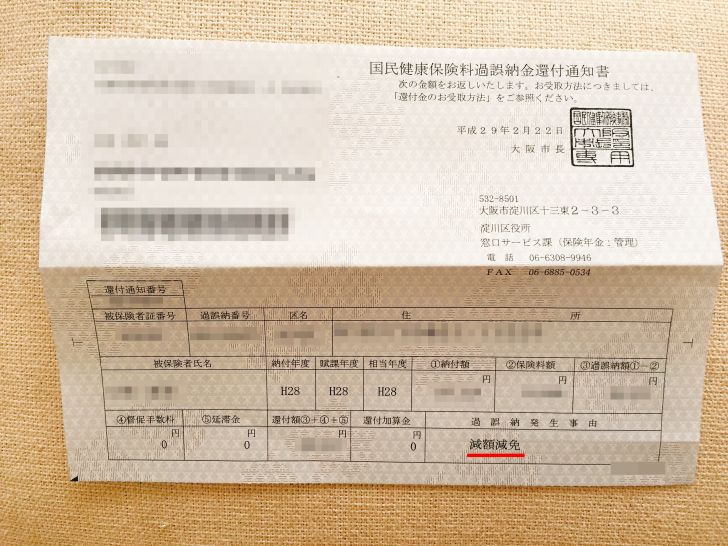 国民健康保険料過誤納金還付通知書
次の金額をお返しいたします。お受取方法につきましては、
「還付金のお受取方法」をご参照ください。
平成29年2月22日
大阪市長
532-8501
大阪市淀川区十三東2-3-3
淀川区役所
窓口サービス課（保険年金：管理）
電話 06-6308-9946
FAX 06-6885-0534
還付通知番号
被保険者証番号 過誤納番号 区名 住所
被保険者氏名 納付年度 賦課年度 相当年度 ①納付額 ②保険料額 ③過誤納額①-②
円 円 円
H28 H28 H28
④督促手数料 ⑤延滞金 還付額③+④+⑤ 還付加算金 過誤納発生事由
円 円 円 円
0 0 0 減額減免